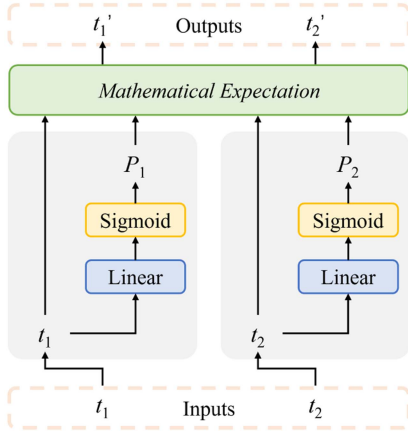 t₁' Outputs t₂'
Mathematical Expectation
P₁ P₂
Sigmoid Sigmoid
Linear Linear
t₁ t₂
t₁ Inputs t₂